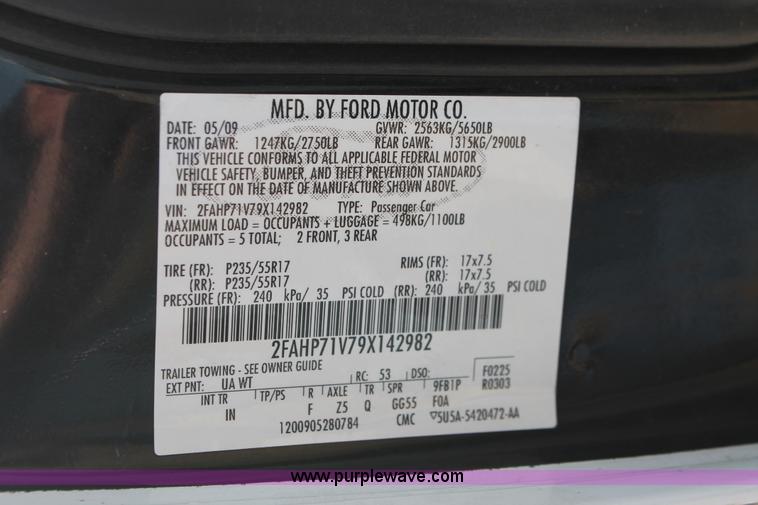 MFD. BY FORD MOTOR CO.
DATE: 05/09 GVWR: 2563KG/5650LB
FRONT GAWR: 1247KG/2750LB REAR GAWR: 1315KG/2900LB
THIS VEHICLE CONFORMS TO ALL APPLICABLE FEDERAL MOTOR
VEHICLE SAFETY, BUMPER, AND THEFT PREVENTION STANDARDS
IN EFFECT ON THE DATE OF MANUFACTURE SHOWN ABOVE.
VIN: 2FAHP71V79X142982 TYPE: Passenger Car
MAXIMUM LOAD = OCCUPANTS + LUGGAGE = 498KG/1100LB
OCCUPANTS = 5 TOTAL; 2 FRONT, 3 REAR
TIRE (FR): P235/55R17 RIMS (FR): 17x7.5
(RR): P235/55R17 (RR): 17x7.5
PRESSURE (FR): 240 kPa/ 35 PSI COLD (RR): 240 kPa/ 35 PSI COLD
2FAHP71V79X142982
TRAILER TOWING - SEE OWNER GUIDE
EXT PNT: UA WT RC: 53 DSO: F0225
INT TR TP/PS R AXLE TR SPR 9FB1P R0303
IN F Z5 Q GG55 F0A
1200905280784 CMC ▽5U5A-5420472-AA
www.purplewave.com